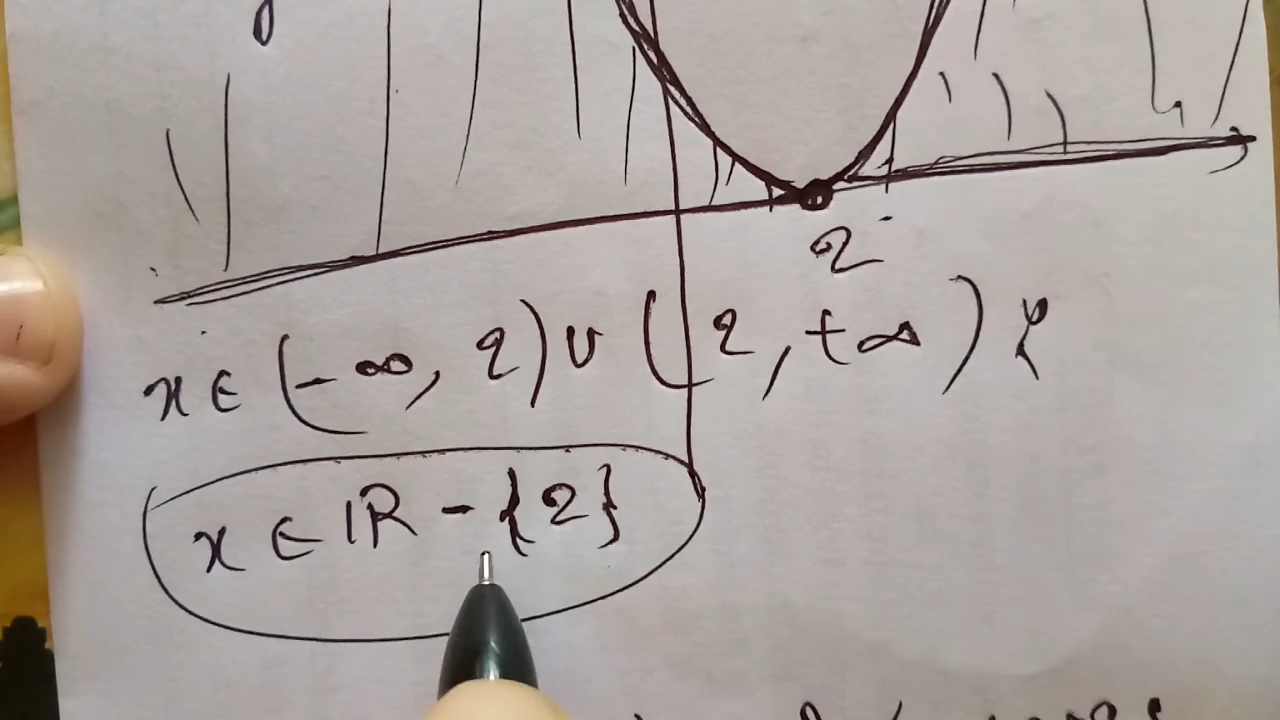 2
x ∈ (-∞, 2) ∪ (2, +∞)
x ∈ ℝ - {2}